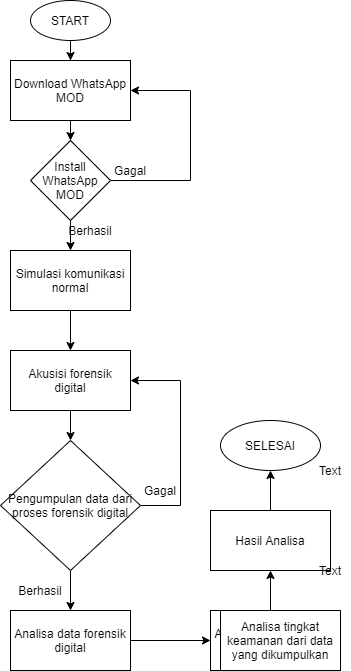 START
Download WhatsApp
MOD
Install
WhatsApp
MOD
Gagal
Berhasil
Simulasi komunikasi
normal
Akusisi forensik
digital
Pengumpulan data dari
proses forensik digital
Gagal
Berhasil
Analisa data forensik
digital
Analisa tingkat
keamanan dari data
yang dikumpulkan
Text
Hasil Analisa
Text
SELESAI